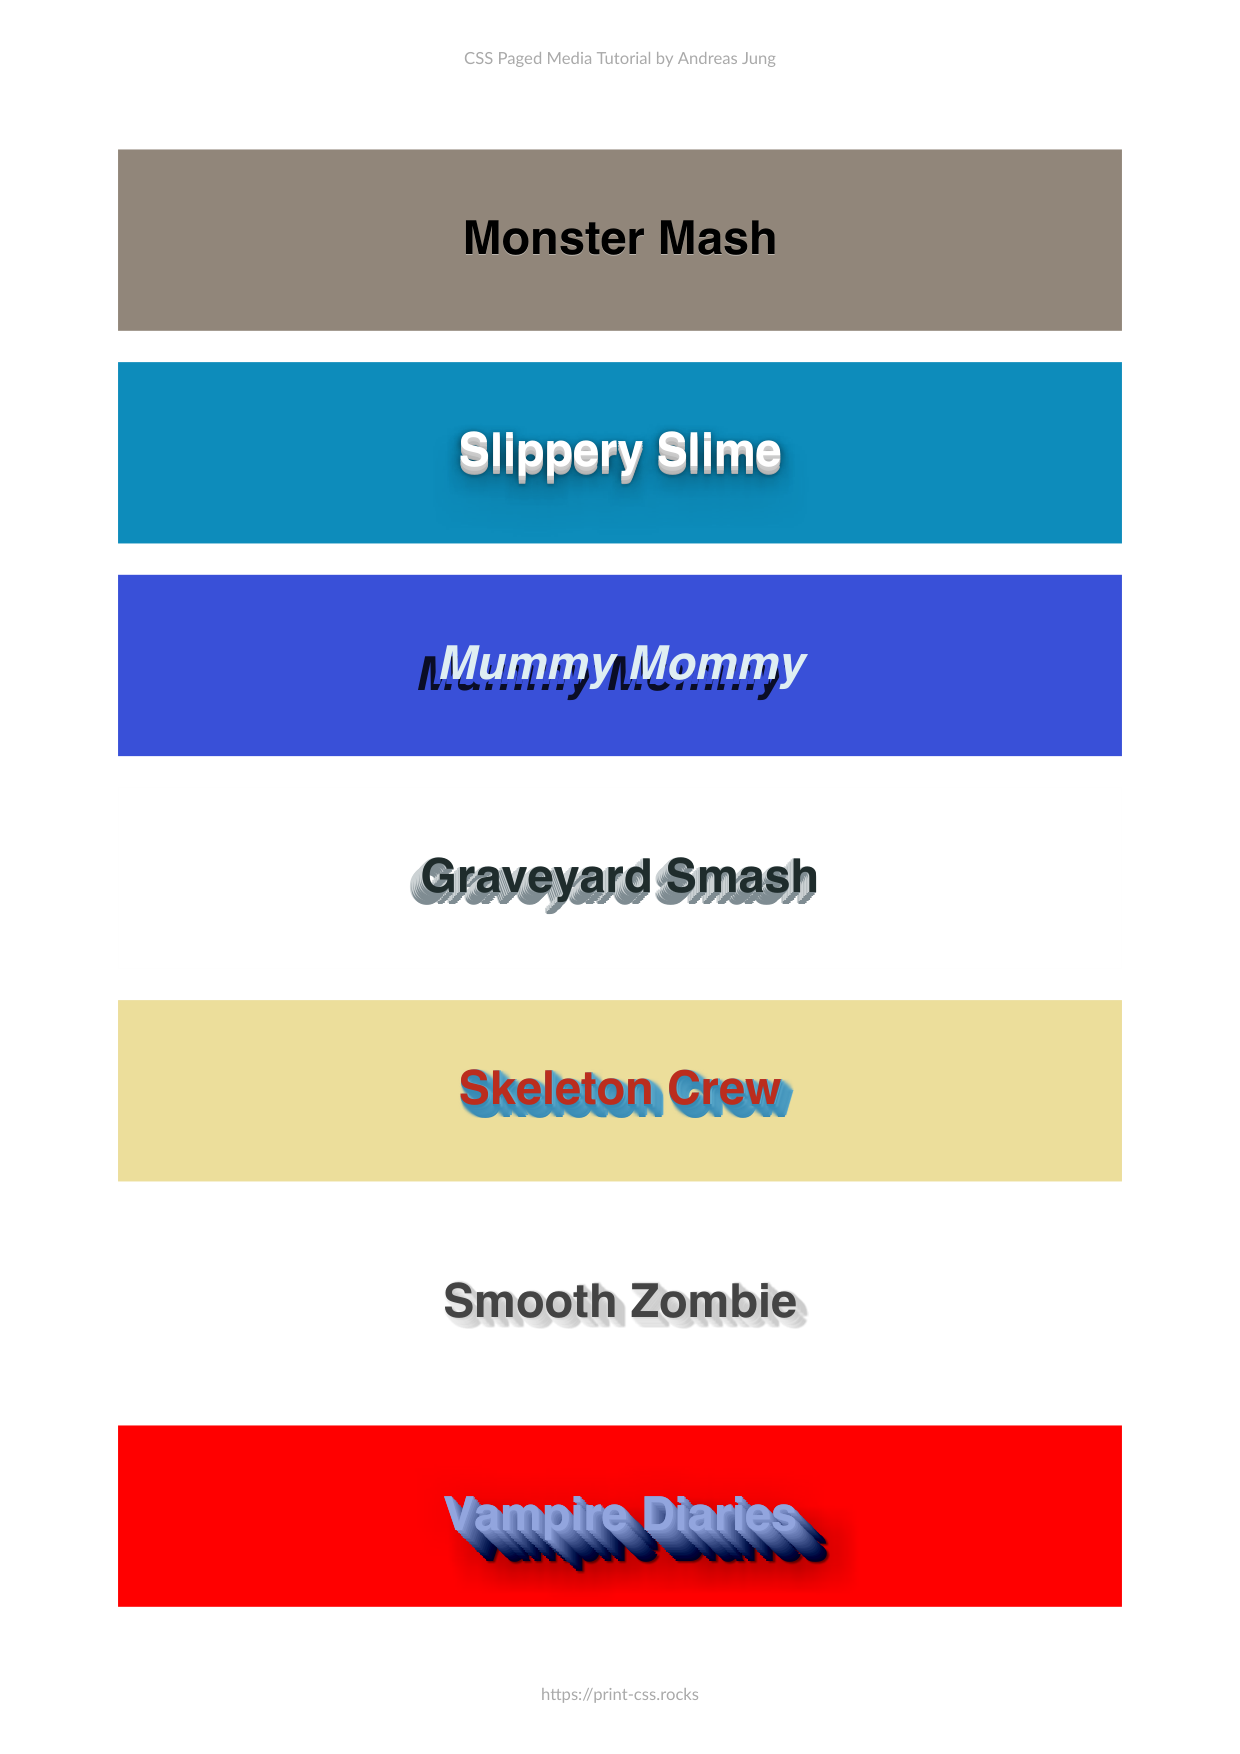 CSS Paged Media Tutorial by Andreas Jung
Monster Mash
Slippery Slime
Mummy Mommy
Graveyard Smash
Skeleton Crew
Smooth Zombie
Vampire Diaries
https://print-css.rocks